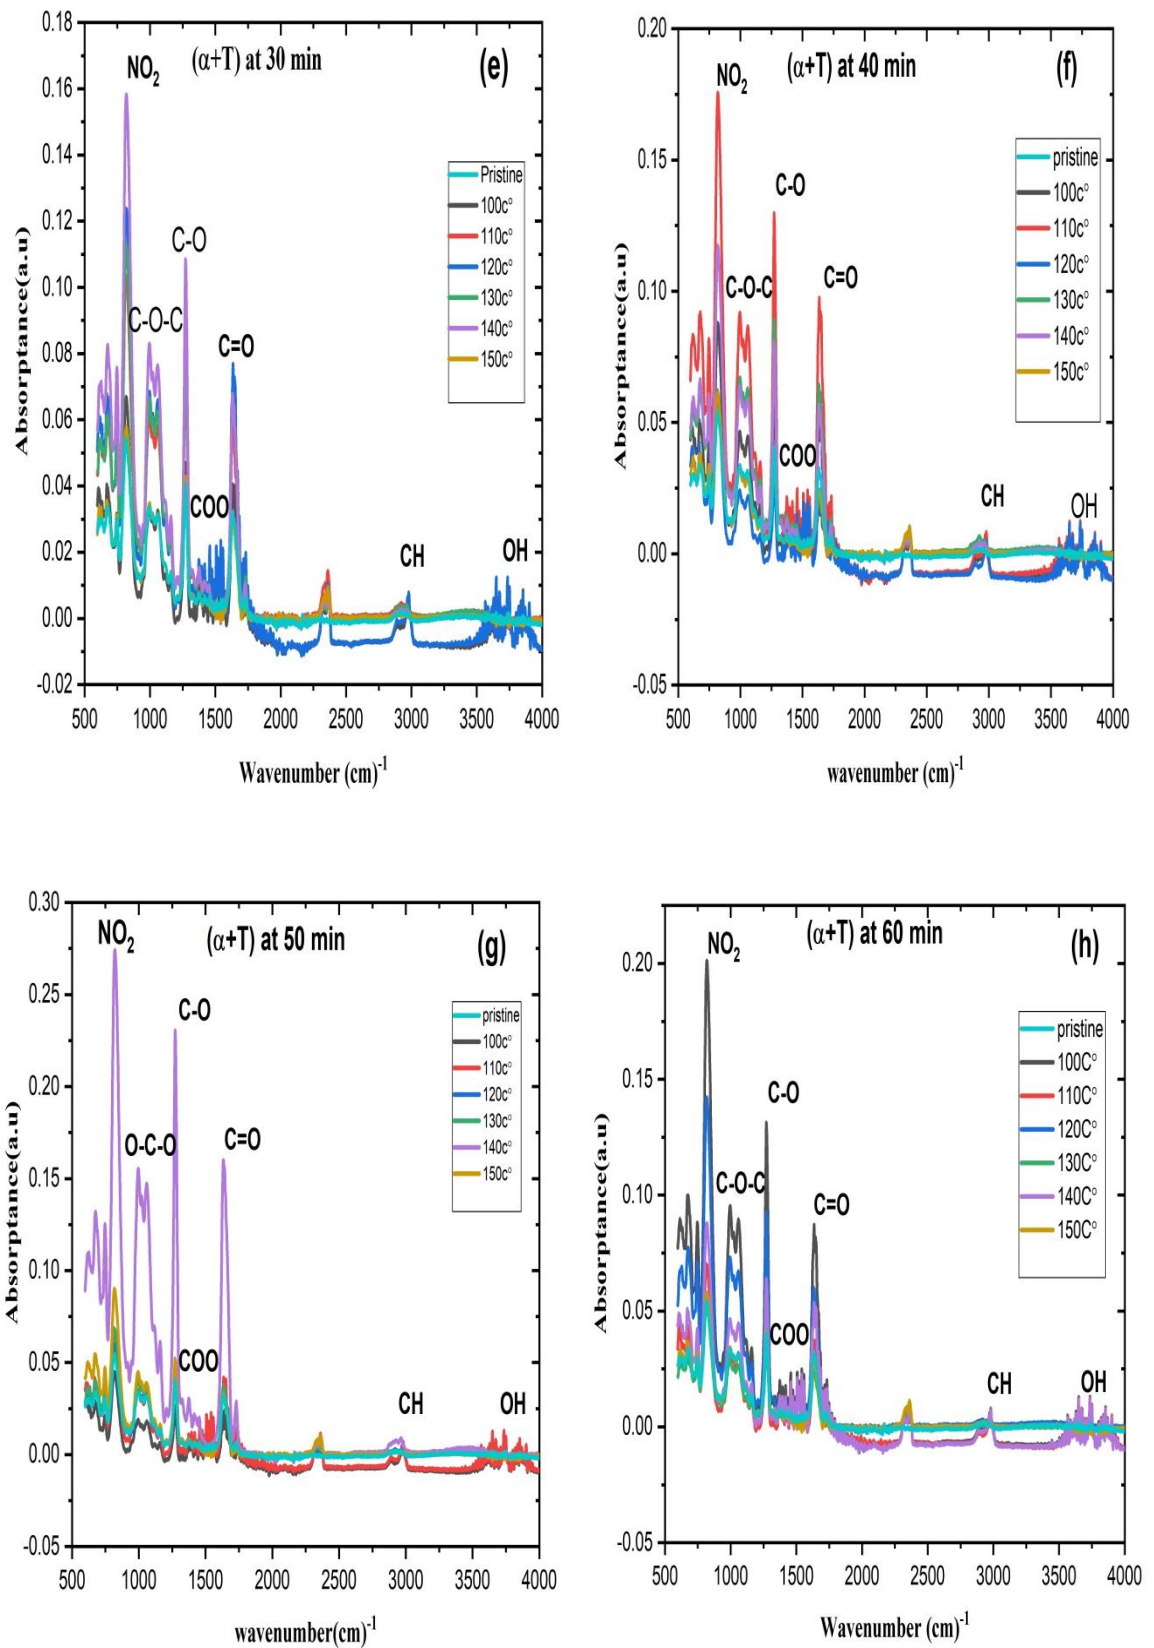 (α+T) at 30 min
(e)
NO2
C-O
C-O-C
C=O
COO
CH
OH
Pristine
100c°
110c°
120c°
130c°
140c°
150c°
Absorptance(a.u)
0.18
0.16
0.14
0.12
0.10
0.08
0.06
0.04
0.02
0.00
-0.02
500 1000 1500 2000 2500 3000 3500 4000
Wavenumber (cm)-1
(α+T) at 40 min
(f)
NO2
C-O
C-O-C
C=O
COO
CH
OH
pristine
100c°
110c°
120c°
130c°
140c°
150c°
Absorptance(a.u)
0.20
0.15
0.10
0.05
0.00
-0.05
500 1000 1500 2000 2500 3000 3500 4000
wavenumber (cm)-1
(α+T) at 50 min
(g)
NO2
C-O
O-C-O
C=O
COO
CH
OH
pristine
100c°
110c°
120c°
130c°
140c°
150c°
Absorptance(a.u)
0.30
0.25
0.20
0.15
0.10
0.05
0.00
-0.05
500 1000 1500 2000 2500 3000 3500 4000
wavenumber(cm)-1
(α+T) at 60 min
(h)
NO2
C-O
C-O-C
C=O
COO
CH
OH
pristine
100C°
110C°
120C°
130C°
140C°
150C°
Absorptance(a.u)
0.20
0.15
0.10
0.05
0.00
-0.05
500 1000 1500 2000 2500 3000 3500 4000
Wavenumber (cm)-1